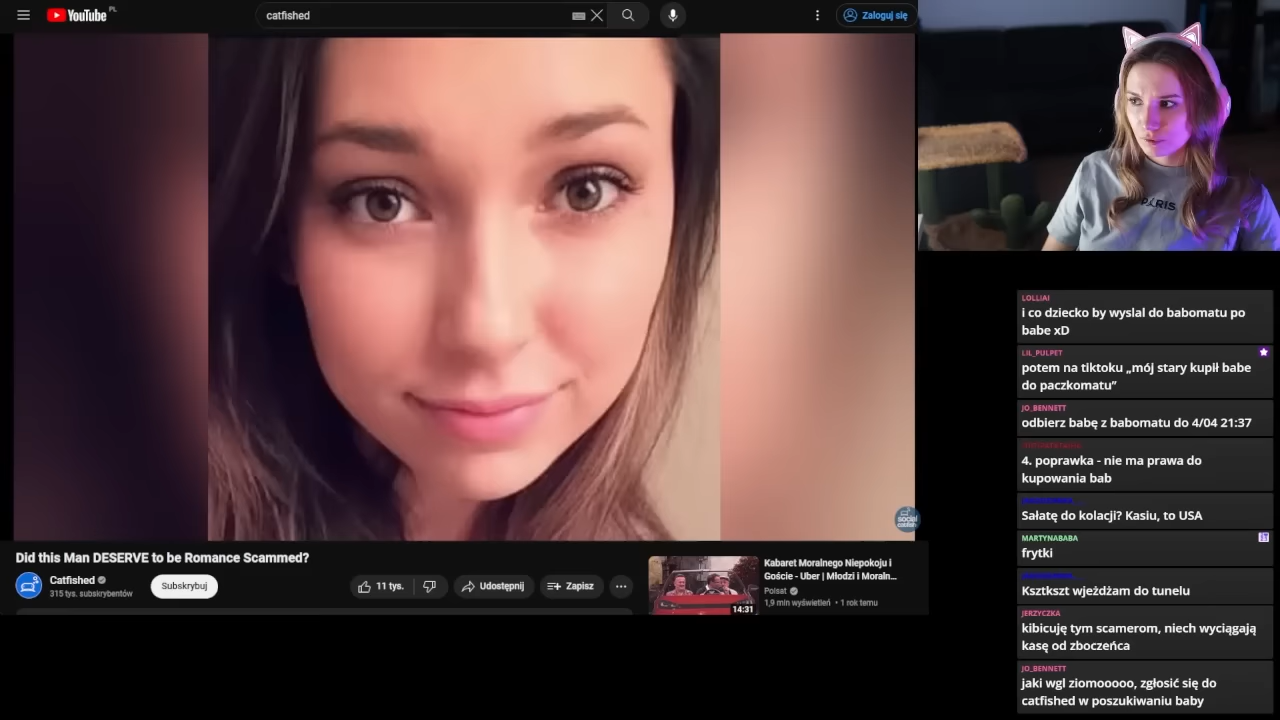 YouTube PL
catfished
Zaloguj się
PARIS
social catfish
Did this Man DESERVE to be Romance Scammed?
Catfished
315 tys. subskrybentów
Subskrybuj
11 tys.
Udostępnij
Zapisz
14:31
Kabaret Moralnego Niepokoju i
Goście - Uber | Młodzi i Moraln...
Polsat
1,9 mln wyświetleń • 1 rok temu
LOLLIAI
i co dziecko by wyslal do babomatu po
babe xD
LIL_PULPET
potem na tiktoku „mój stary kupił babe
do paczkomatu”
JO_BENNETT
odbierz babę z babomatu do 4/04 21:37
4. poprawka - nie ma prawa do
kupowania bab
Sałatę do kolacji? Kasiu, to USA
MARTYNABABA
frytki
Ksztkszt wjeżdżam do tunelu
JERZYCZKA
kibicuję tym scamerom, niech wyciągają
kasę od zboczeńca
JO_BENNETT
jaki wgl ziomooooo, zgłosić się do
catfished w poszukiwaniu baby